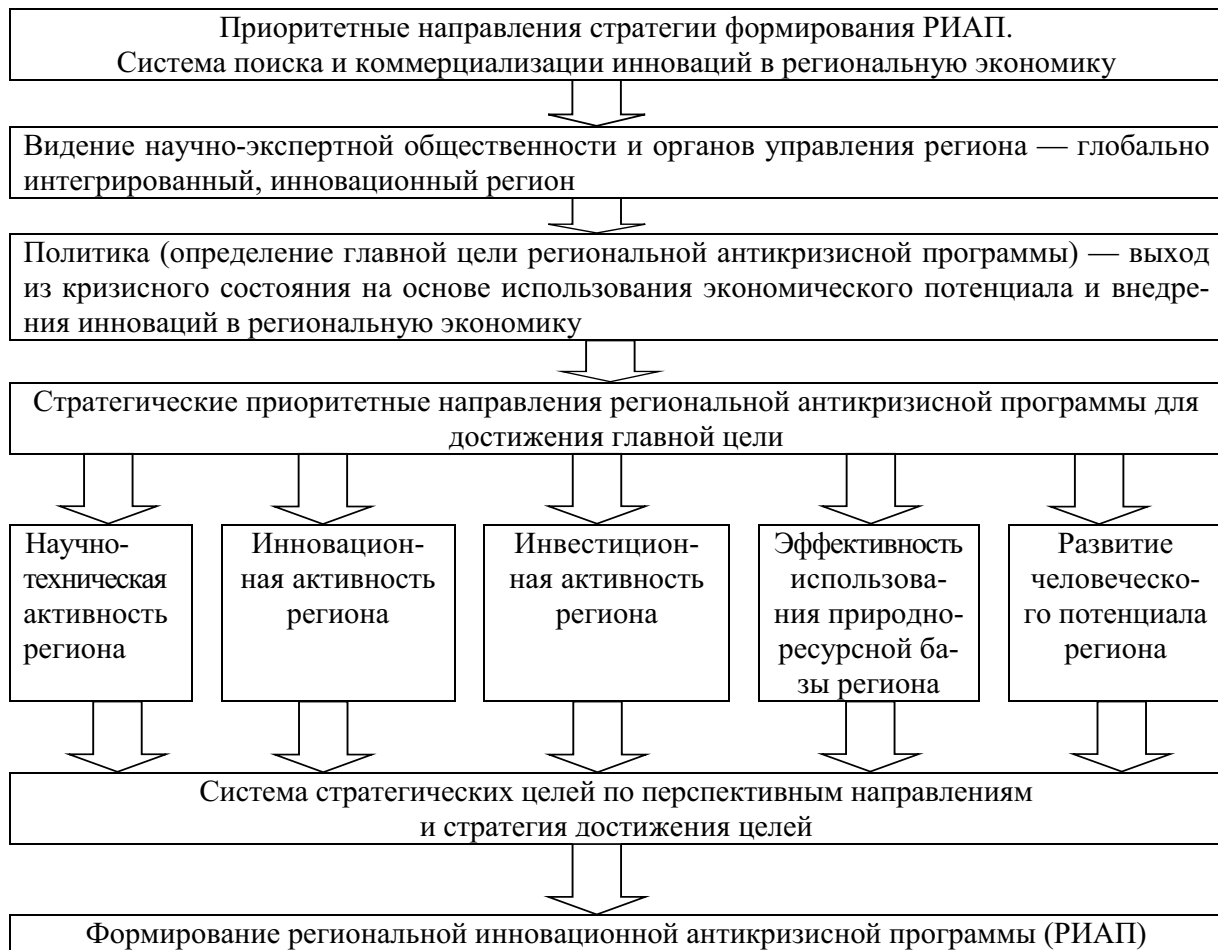 Приоритетные направления стратегии формирования РИАП.
Система поиска и коммерциализации инноваций в региональную экономику
Видение научно-экспертной общественности и органов управления региона — глобально
интегрированный, инновационный регион
Политика (определение главной цели региональной антикризисной программы) — выход
из кризисного состояния на основе использования экономического потенциала и внедре-
ния инноваций в региональную экономику
Стратегические приоритетные направления региональной антикризисной программы для
достижения главной цели
Научно-
техническая
активность
региона
Инновацион-
ная активность
региона
Инвестицион-
ная активность
региона
Эффективность
использова-
ния природно-
ресурсной ба-
зы региона
Развитие
человеческо-
го потенциала
региона
Система стратегических целей по перспективным направлениям
и стратегия достижения целей
Формирование региональной инновационной антикризисной программы (РИАП)